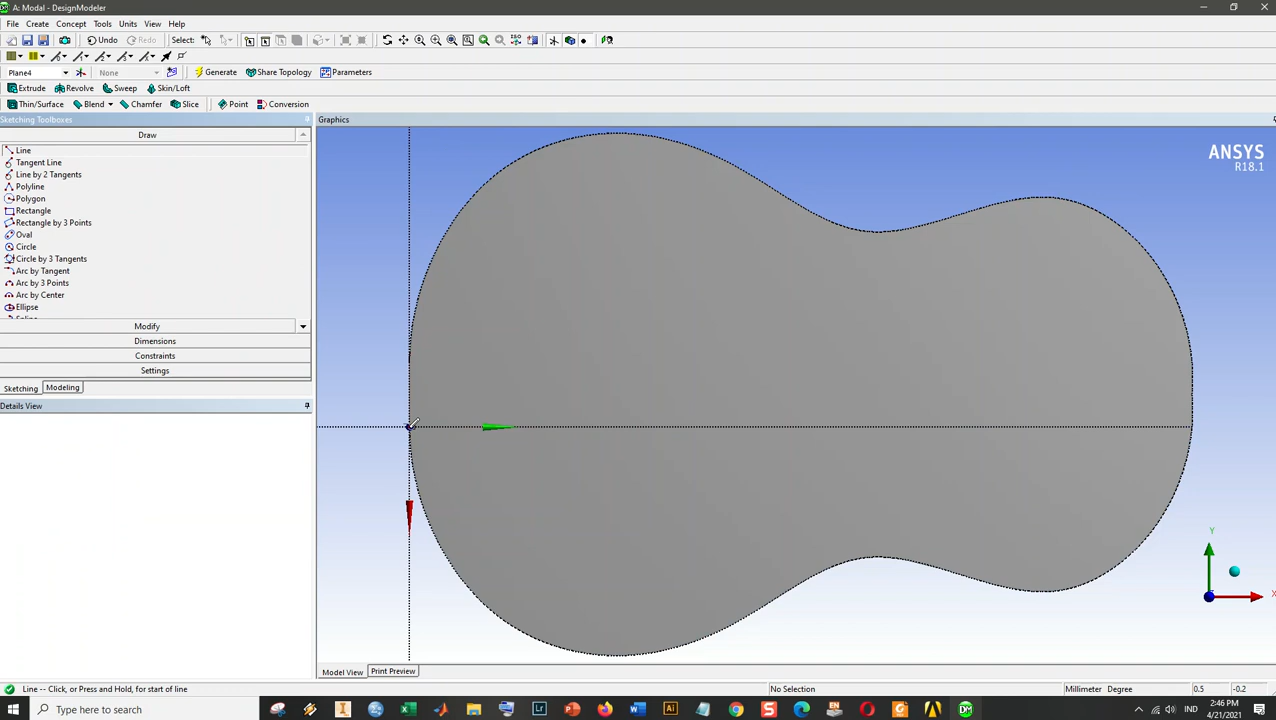 A: Modal - DesignModeler
File Create Concept Tools Units View Help
Undo Redo Select:
Plane4 None Generate Share Topology Parameters
Extrude Revolve Sweep Skin/Loft
Thin/Surface Blend Chamfer Slice Point Conversion
Sketching Toolboxes
Graphics
Draw
Line
Tangent Line
Line by 2 Tangents
Polyline
Polygon
Rectangle
Rectangle by 3 Points
Oval
Circle
Circle by 3 Tangents
Arc by Tangent
Arc by 3 Points
Arc by Center
Ellipse
Modify
Dimensions
Constraints
Settings
Sketching Modeling
Details View
ANSYS
R18.1
Y
X
Model View Print Preview
Line -- Click, or Press and Hold, for start of line No Selection Millimeter Degree 0.5 -0.2
Type here to search IND 2:46 PM
4/21/2021